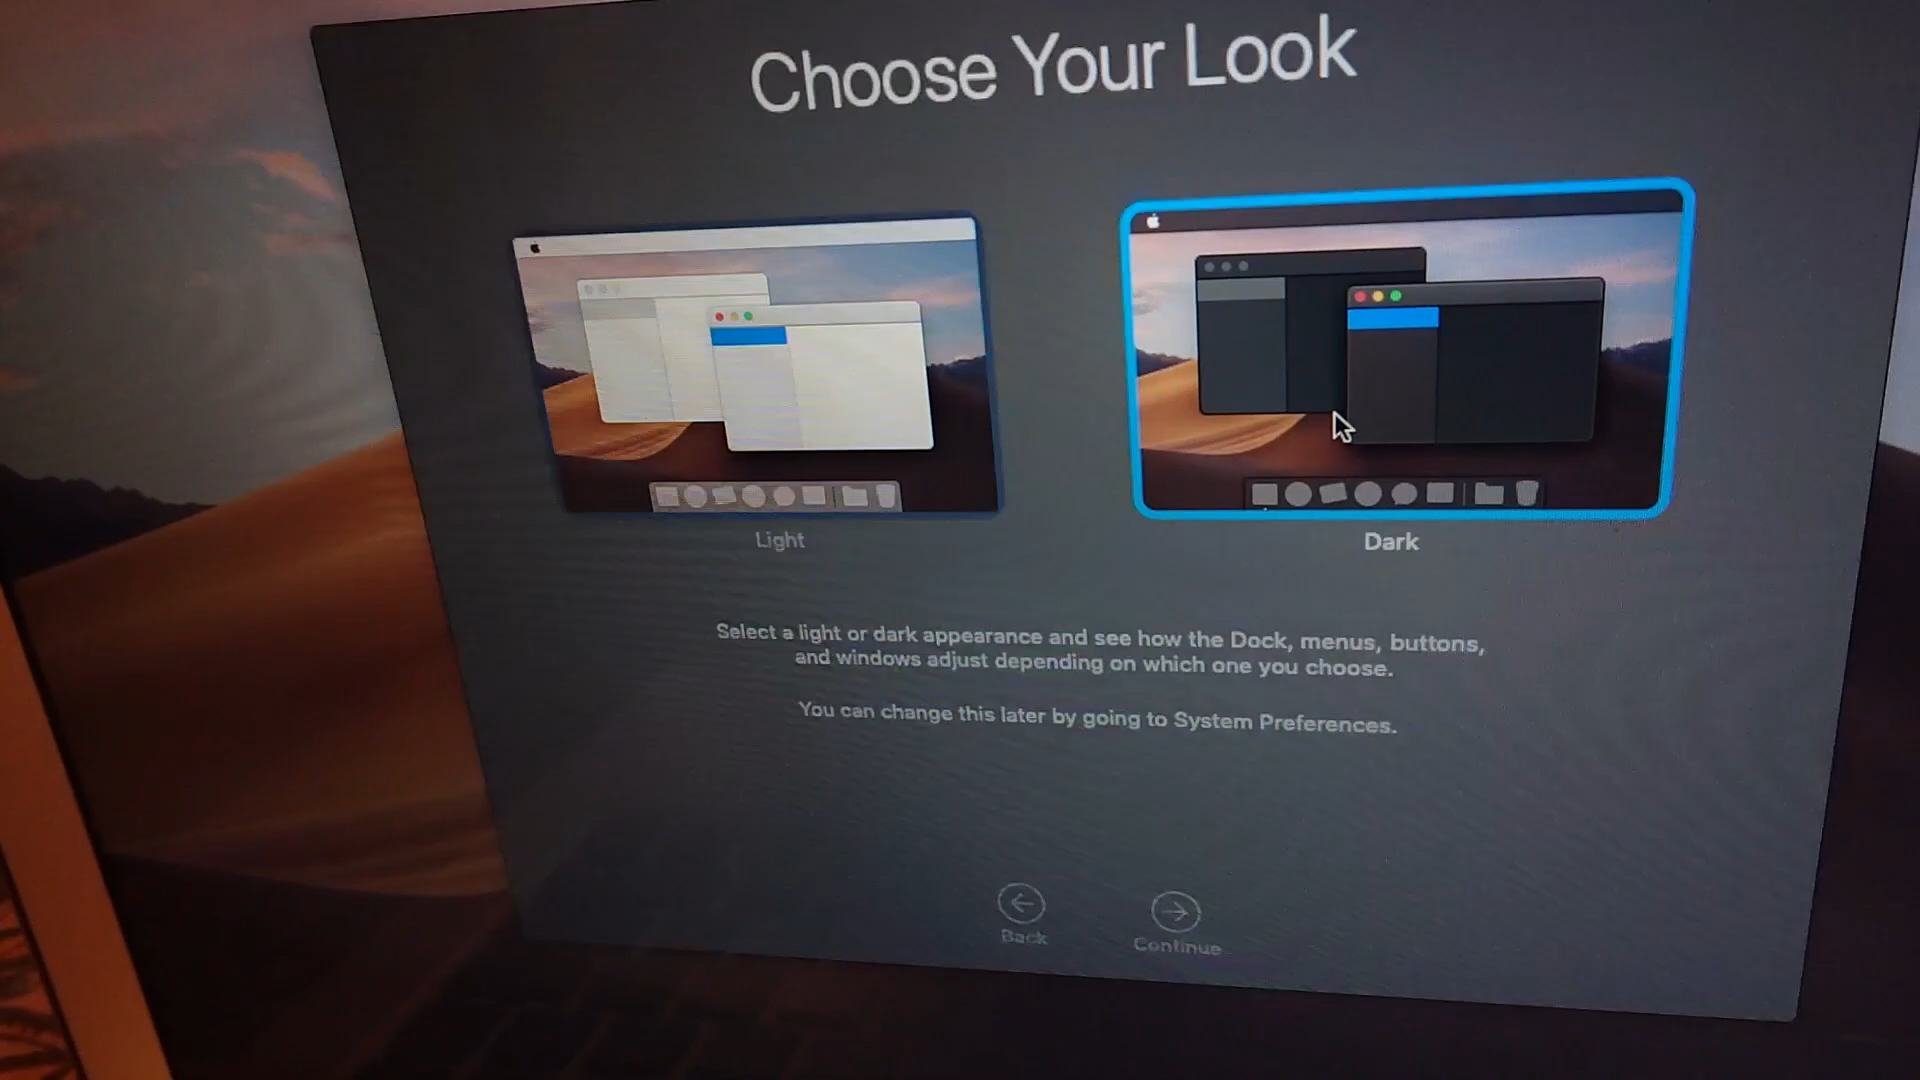 Choose Your Look
Light
Dark
Select a light or dark appearance and see how the Dock, menus, buttons,
and windows adjust depending on which one you choose.
You can change this later by going to System Preferences.
Back
Continue